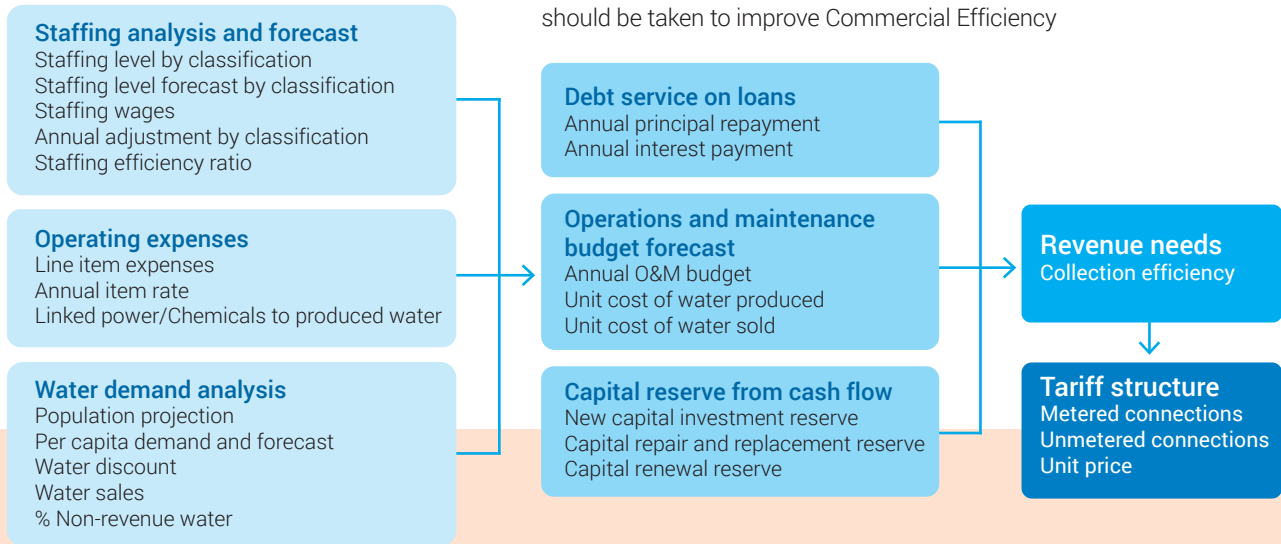 should be taken to improve Commercial Efficiency
Staffing analysis and forecast
Staffing level by classification
Staffing level forecast by classification
Staffing wages
Annual adjustment by classification
Staffing efficiency ratio
Operating expenses
Line item expenses
Annual item rate
Linked power/Chemicals to produced water
Water demand analysis
Population projection
Per capita demand and forecast
Water discount
Water sales
% Non-revenue water
Debt service on loans
Annual principal repayment
Annual interest payment
Operations and maintenance
budget forecast
Annual O&M budget
Unit cost of water produced
Unit cost of water sold
Capital reserve from cash flow
New capital investment reserve
Capital repair and replacement reserve
Capital renewal reserve
Revenue needs
Collection efficiency
Tariff structure
Metered connections
Unmetered connections
Unit price